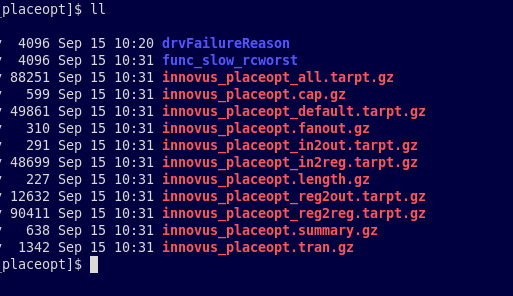 placeopt]$ ll
4096 Sep 15 10:20 drvFailureReason
4096 Sep 15 10:31 func_slow_rcworst
88251 Sep 15 10:31 innovus_placeopt_all.tarpt.gz
599 Sep 15 10:31 innovus_placeopt.cap.gz
49861 Sep 15 10:31 innovus_placeopt_default.tarpt.gz
310 Sep 15 10:31 innovus_placeopt.fanout.gz
291 Sep 15 10:31 innovus_placeopt_in2out.tarpt.gz
48699 Sep 15 10:31 innovus_placeopt_in2reg.tarpt.gz
227 Sep 15 10:31 innovus_placeopt.length.gz
12632 Sep 15 10:31 innovus_placeopt_reg2out.tarpt.gz
90411 Sep 15 10:31 innovus_placeopt_reg2reg.tarpt.gz
638 Sep 15 10:31 innovus_placeopt.summary.gz
1342 Sep 15 10:31 innovus_placeopt.tran.gz
placeopt]$